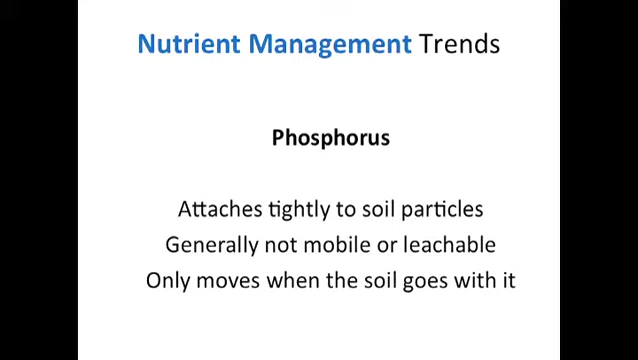 Nutrient Management Trends
Phosphorus
Attaches tightly to soil particles
Generally not mobile or leachable
Only moves when the soil goes with it